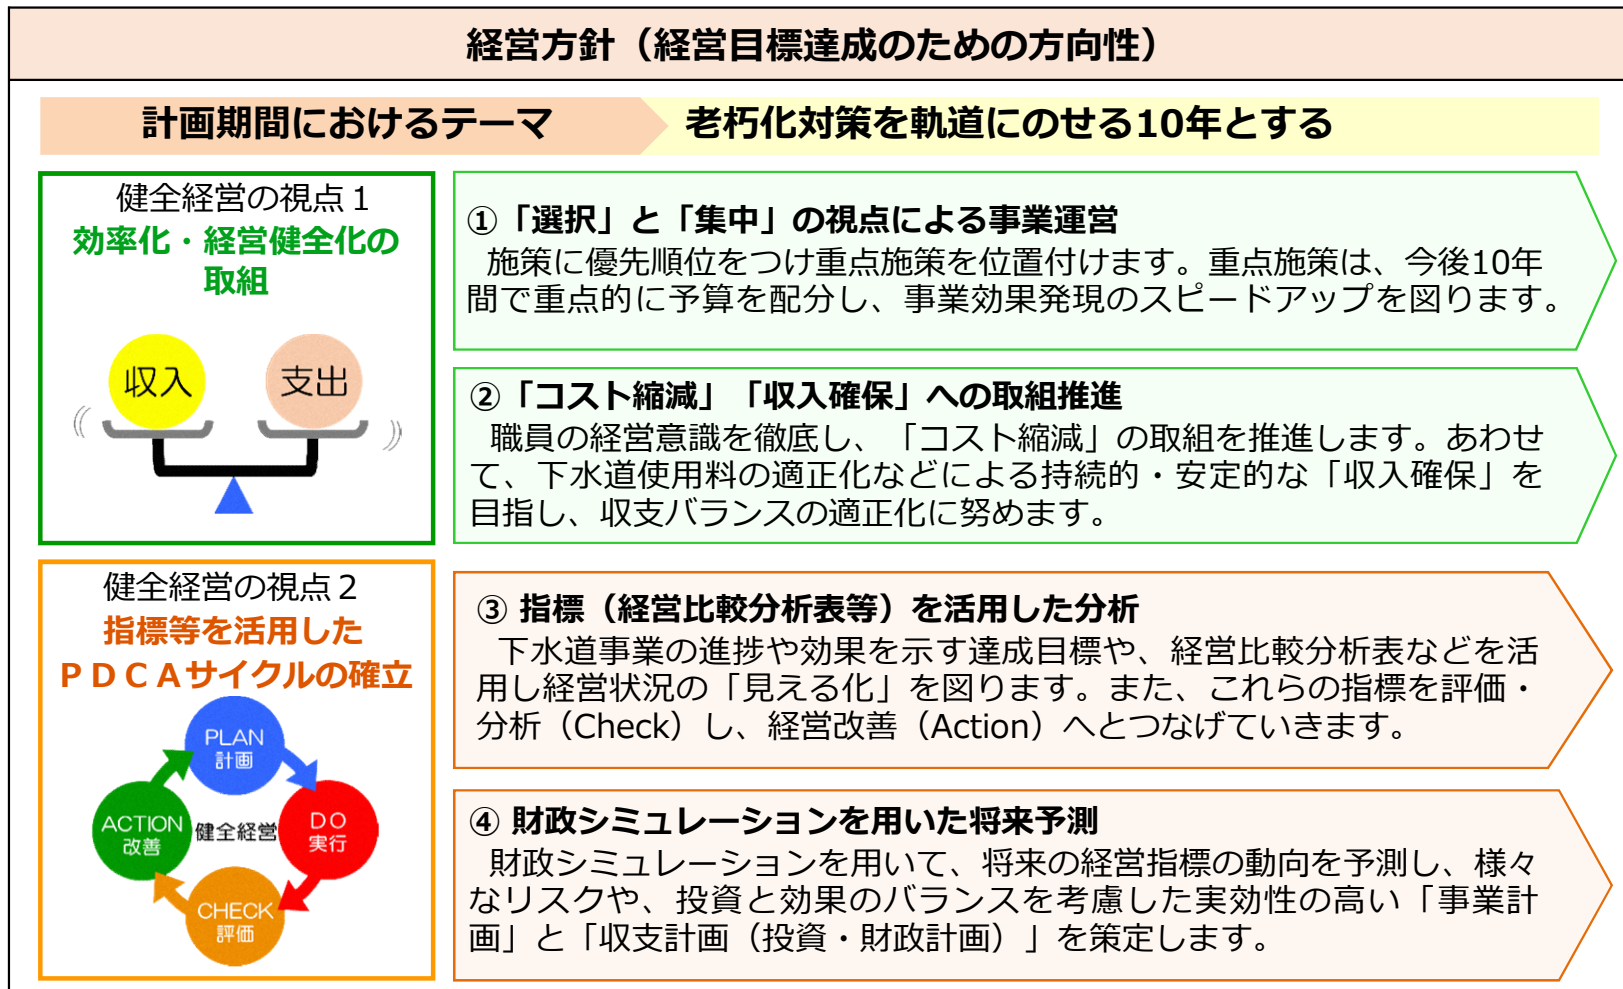 経営方針（経営目標達成のための方向性）
計画期間におけるテーマ
老朽化対策を軌道にのせる10年とする
健全経営の視点１
効率化・経営健全化の
取組
収入
支出
①「選択」と「集中」の視点による事業運営
施策に優先順位をつけ重点施策を位置付けます。重点施策は、今後10年
間で重点的に予算を配分し、事業効果発現のスピードアップを図ります。
②「コスト縮減」「収入確保」への取組推進
職員の経営意識を徹底し、「コスト縮減」の取組を推進します。あわせ
て、下水道使用料の適正化などによる持続的・安定的な「収入確保」を
目指し、収支バランスの適正化に努めます。
健全経営の視点２
指標等を活用した
ＰＤＣＡサイクルの確立
PLAN
計画
ACTION
改善
健全経営
ＤＯ
実行
CHECK
評価
③ 指標（経営比較分析表等）を活用した分析
下水道事業の進捗や効果を示す達成目標や、経営比較分析表などを活
用し経営状況の「見える化」を図ります。また、これらの指標を評価・
分析（Check）し、経営改善（Action）へとつなげていきます。
④ 財政シミュレーションを用いた将来予測
財政シミュレーションを用いて、将来の経営指標の動向を予測し、様々
なリスクや、投資と効果のバランスを考慮した実効性の高い「事業計
画」と「収支計画（投資・財政計画）」を策定します。